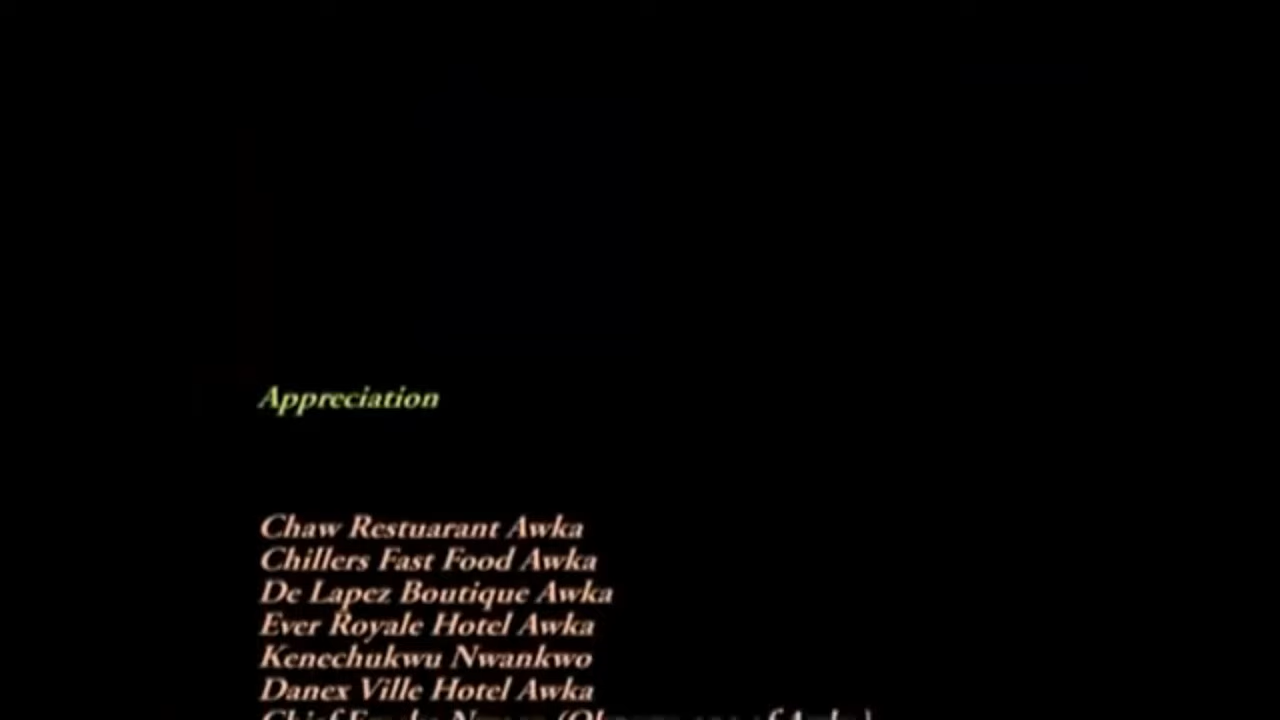 Appreciation
Chaw Restuarant Awka
Chillers Fast Food Awka
De Lapez Boutique Awka
Ever Royale Hotel Awka
Kenechukwu Nwankwo
Danex Ville Hotel Awka
Chief